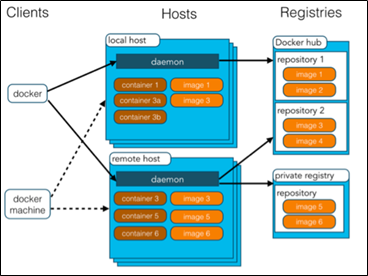 Clients
Hosts
Registries
docker
docker
machine
local host
daemon
container 1
image 1
container 3a
image 3
container 3b
remote host
daemon
container 3
image 3
container 5
image 5
container 6
image 6
Docker hub
repository 1
image 1
image 2
repository 2
image 3
image 4
private registry
repository
image 5
image 6